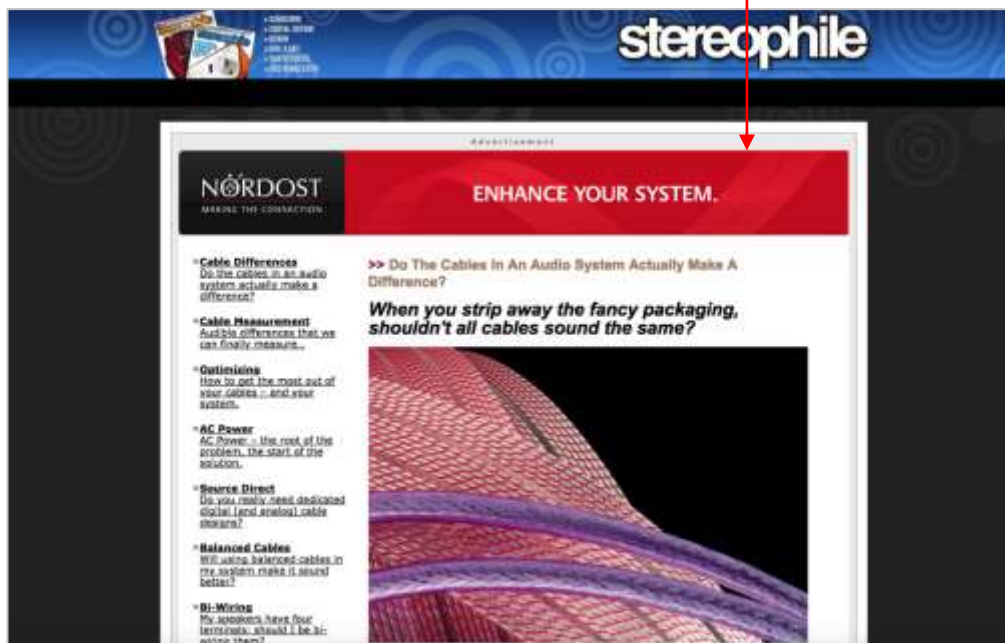 stereophile
Advertisement
NÖRDOST
MAKING THE CONNECTION
ENHANCE YOUR SYSTEM.
Cable Differences
Do the cables in an audio
system actually make a
difference?
Cable Measurement
Audible differences that we
can finally measure...
Optimizing
How to get the most out of
your cables – and your
system.
AC Power
AC Power – the root of the
problem, the start of the
solution.
Source Direct
Do you really need dedicated
digital (and analog) cable
designs?
Balanced Cables
Will using balanced cables in
my system make it sound
better?
Bi-Wiring
My speakers have four
terminals; should I be bi-
wiring them?
>> Do The Cables In An Audio System Actually Make A
Difference?
When you strip away the fancy packaging,
shouldn't all cables sound the same?